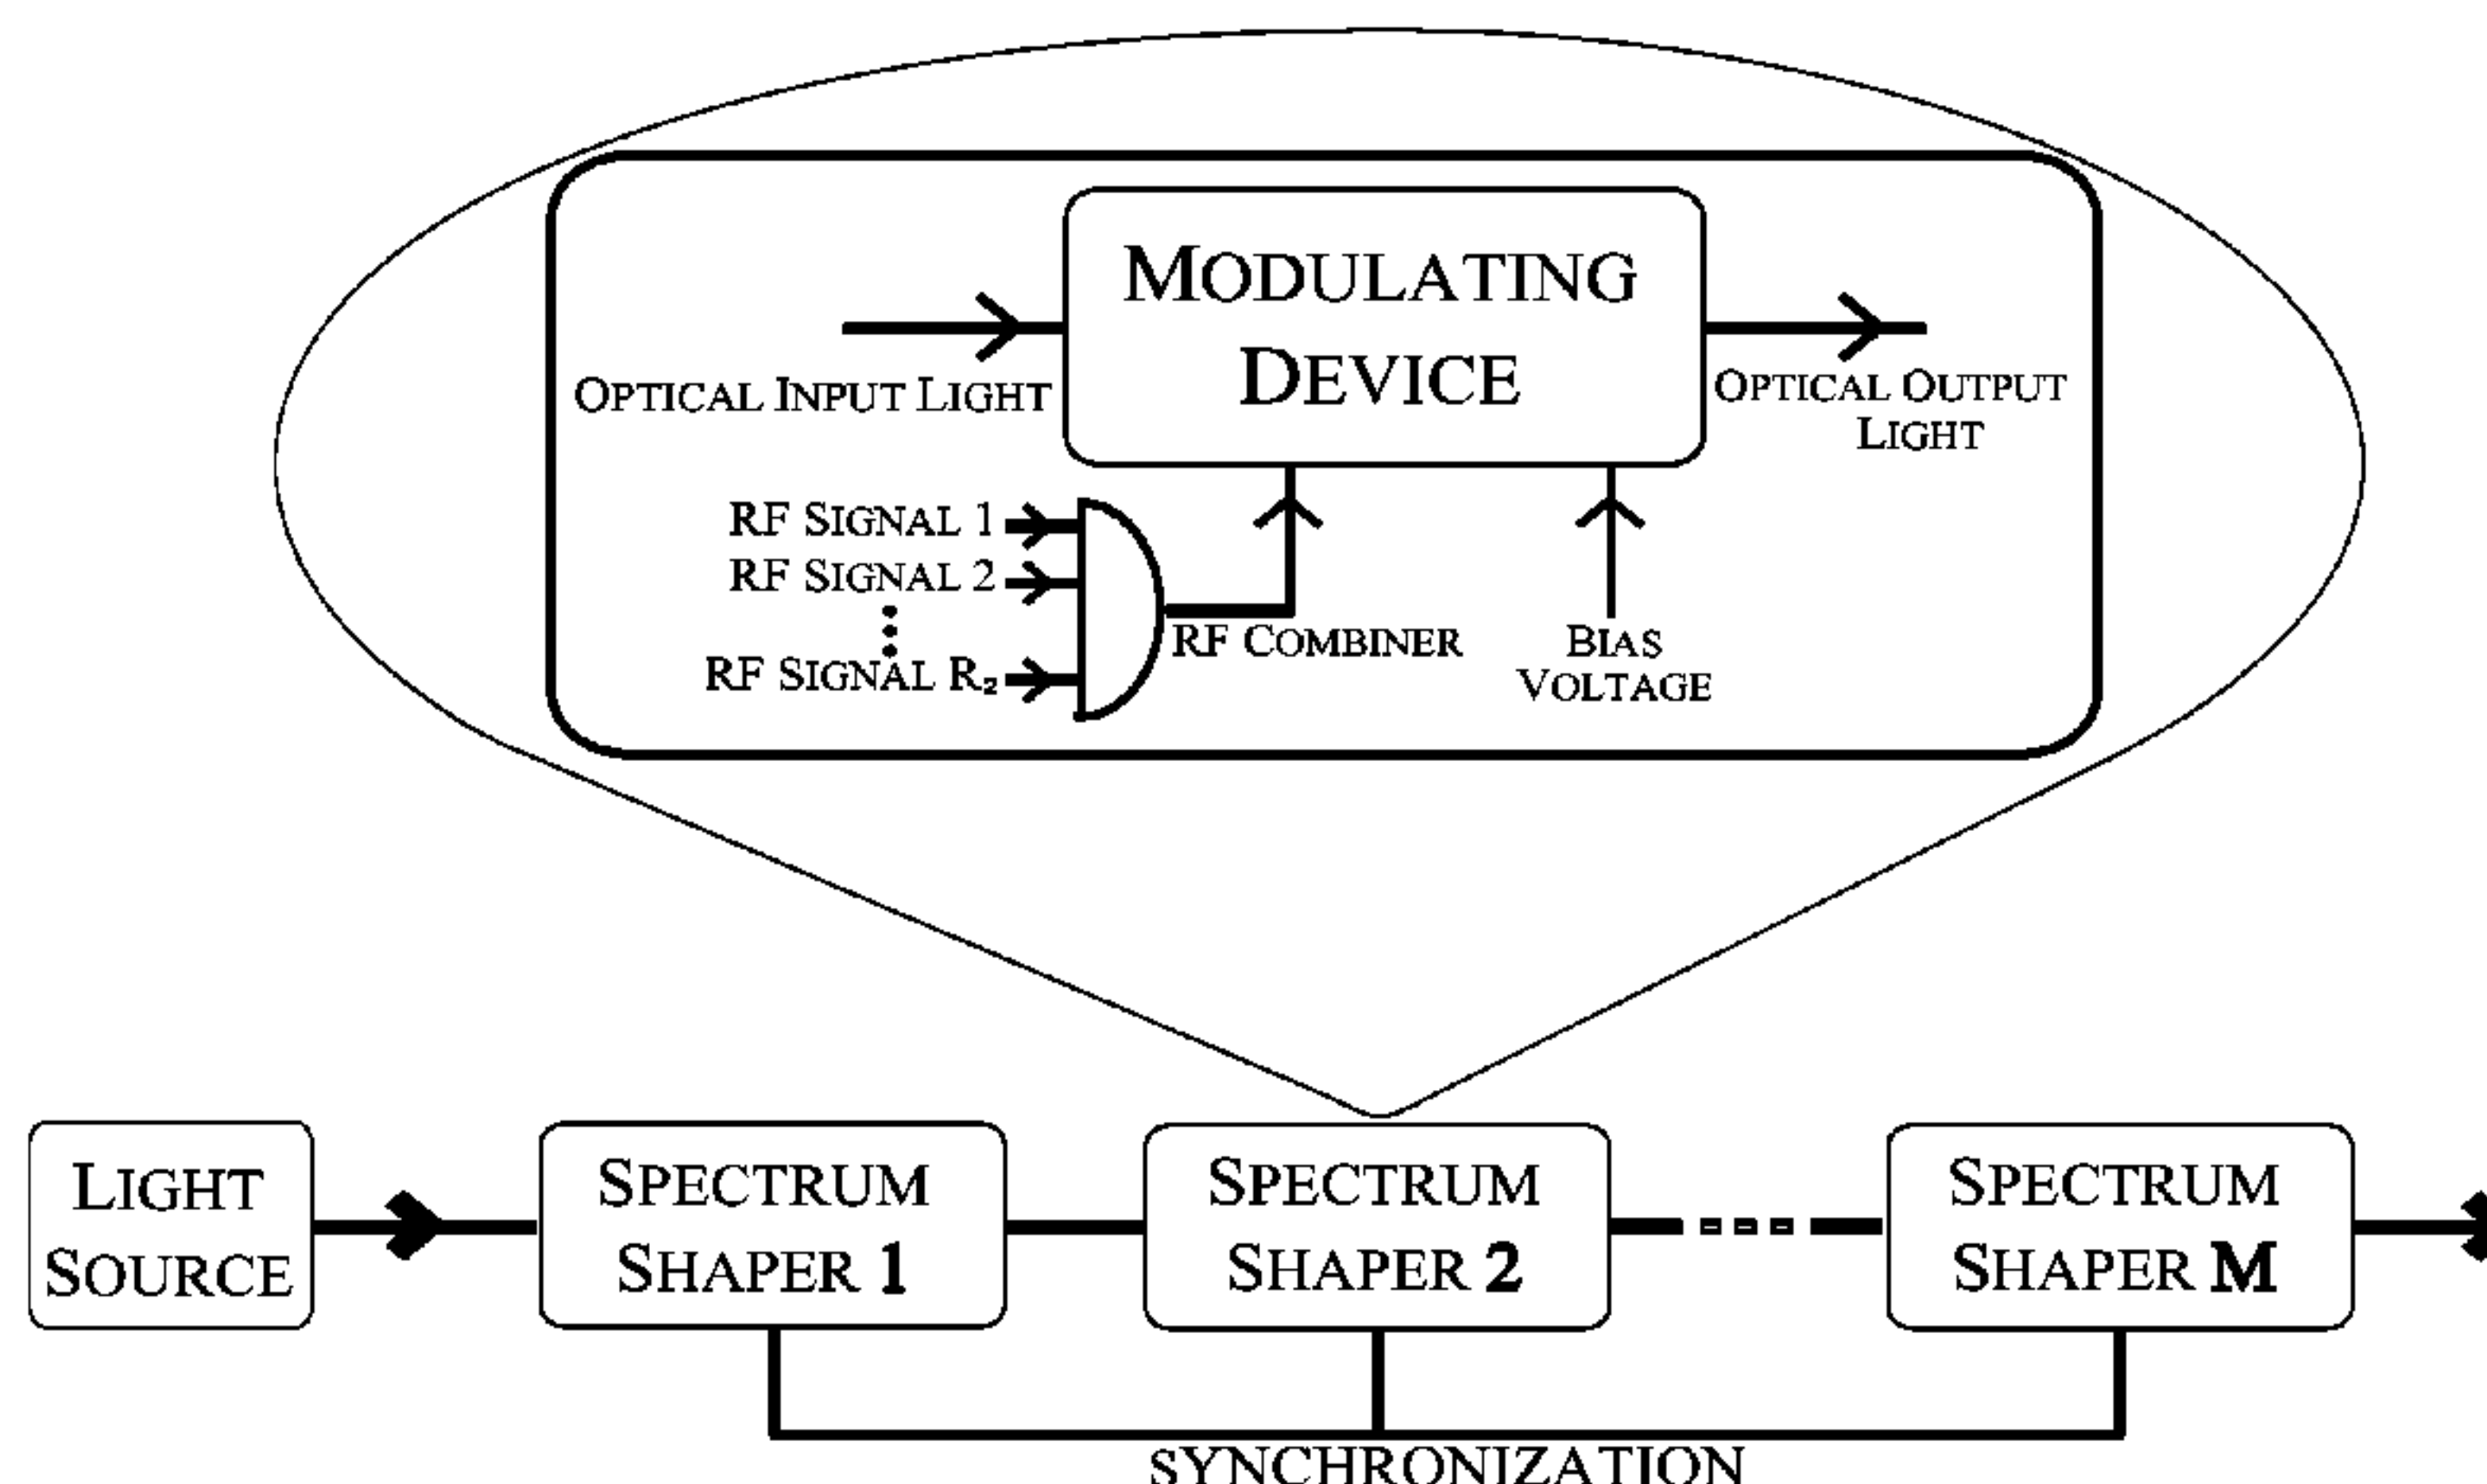 MODULATING
DEVICE
OPTICAL INPUT LIGHT
OPTICAL OUTPUT
LIGHT
RF SIGNAL 1
RF SIGNAL 2
RF SIGNAL R₂
RF COMBINER
BIAS
VOLTAGE
LIGHT
SOURCE
SPECTRUM
SHAPER 1
SPECTRUM
SHAPER 2
SPECTRUM
SHAPER M
SYNCHRONIZATION